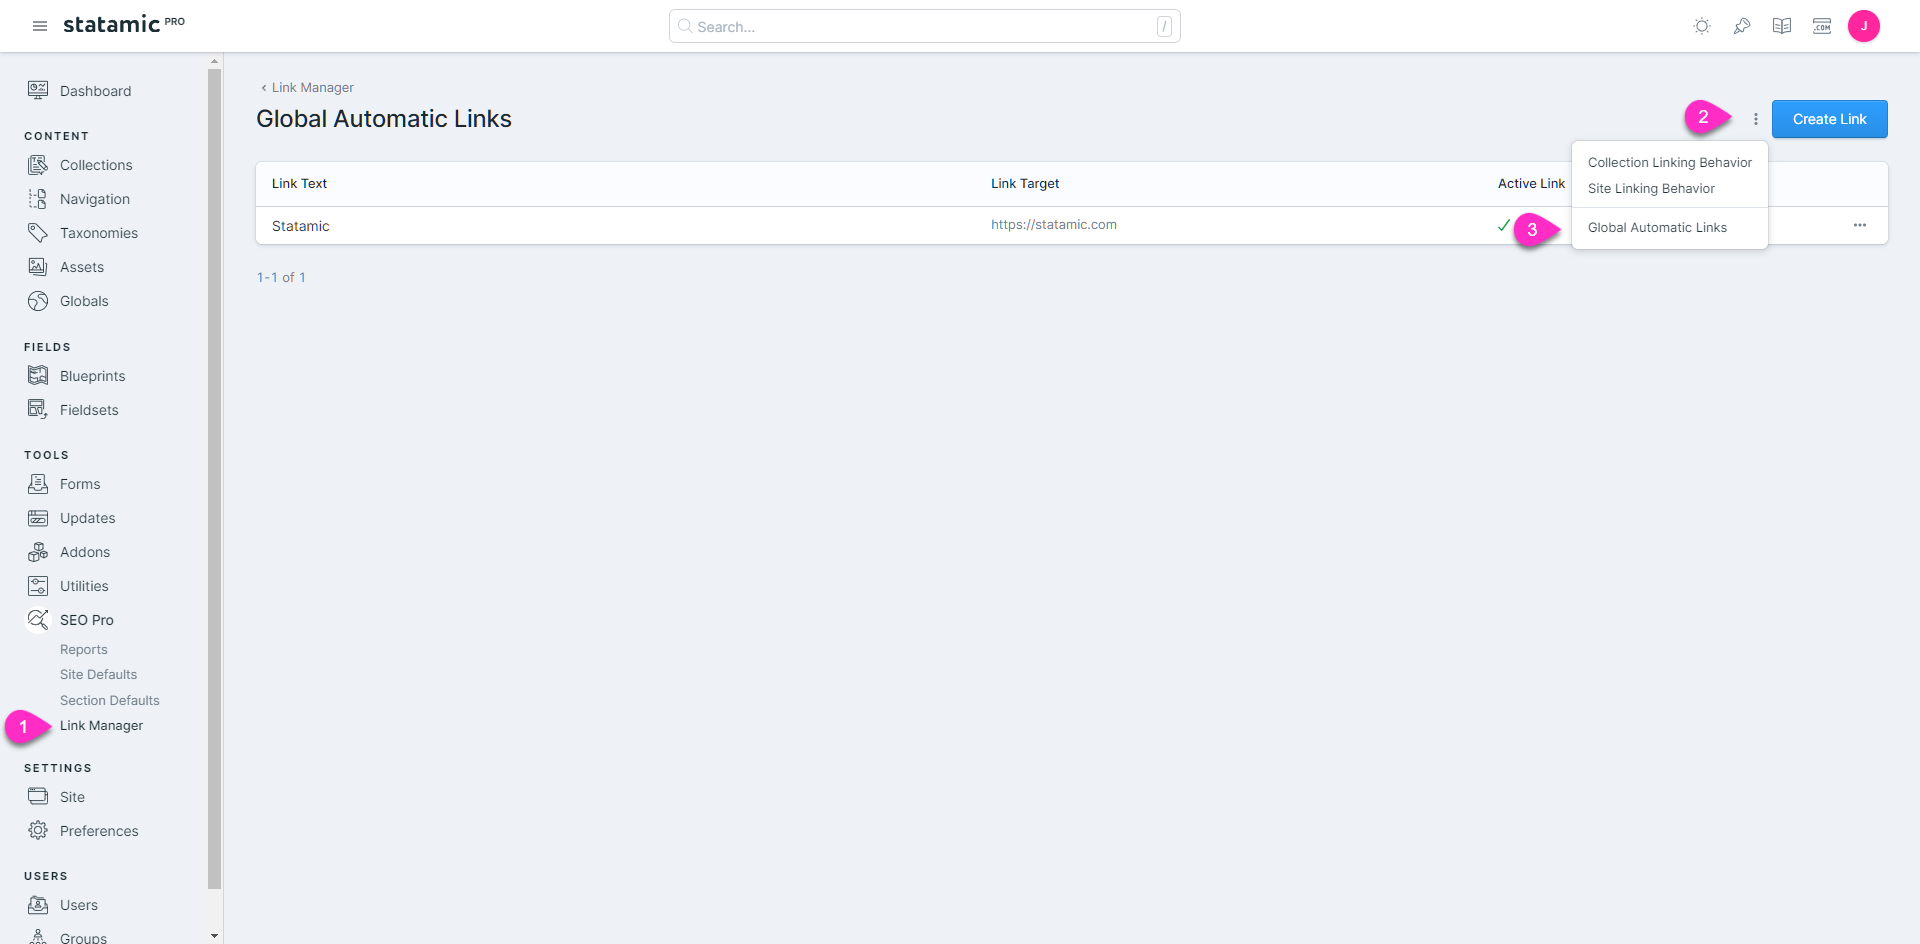 statamic PRO
Search...
/
.COM
J
Dashboard
CONTENT
Collections
Navigation
Taxonomies
Assets
Globals
FIELDS
Blueprints
Fieldsets
TOOLS
Forms
Updates
Addons
Utilities
SEO Pro
Reports
Site Defaults
Section Defaults
1
Link Manager
SETTINGS
Site
Preferences
USERS
Users
Groups
‹ Link Manager
Global Automatic Links
2
Create Link
Link Text
Link Target
Active Link
Statamic
https://statamic.com
1-1 of 1
Collection Linking Behavior
Site Linking Behavior
3
Global Automatic Links